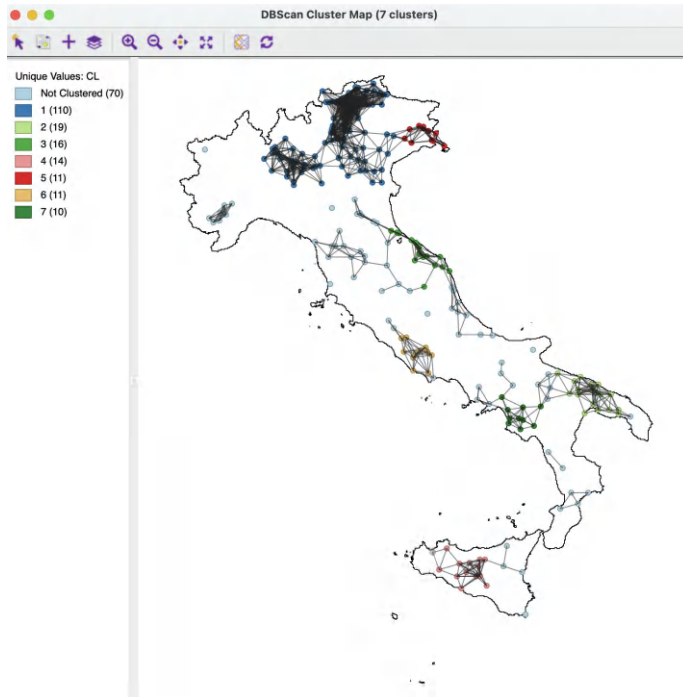 DBScan Cluster Map (7 clusters)
Unique Values: CL
Not Clustered (70)
1 (110)
2 (19)
3 (16)
4 (14)
5 (11)
6 (11)
7 (10)